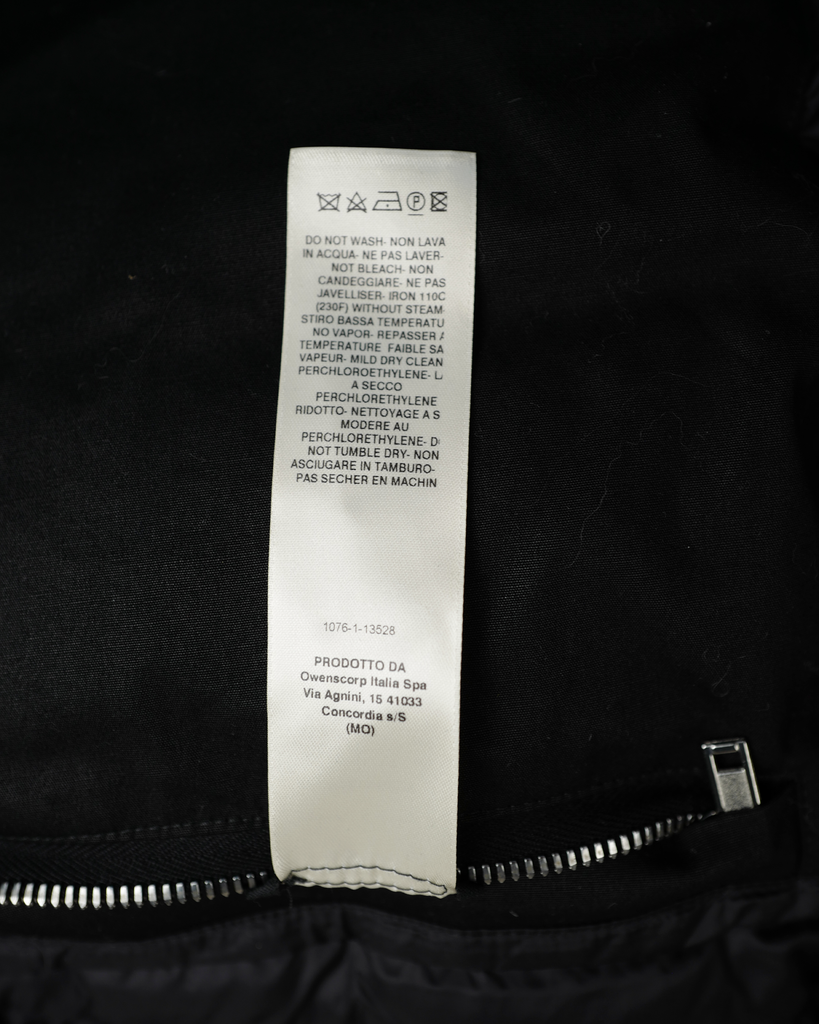 P
DO NOT WASH- NON LAVA
IN ACQUA- NE PAS LAVER-
NOT BLEACH- NON
CANDEGGIARE- NE PAS
JAVELLISER- IRON 110C
(230F) WITHOUT STEAM-
STIRO BASSA TEMPERATU
NO VAPOR- REPASSER
TEMPERATURE FAIBLE SA
VAPEUR- MILD DRY CLEAN
PERCHLOROETHYLENE-
A SECCO
PERCHLORETHYLENE
RIDOTTO- NETTOYAGE A S
MODERE AU
PERCHLORETHYLENE-
NOT TUMBLE DRY- NON
ASCIUGARE IN TAMBURO-
PAS SECHER EN MACHIN
1076-1-13528
PRODOTTO DA
Owenscorp Italia Spa
Via Agnini, 15 41033
Concordia s/S
(MO)